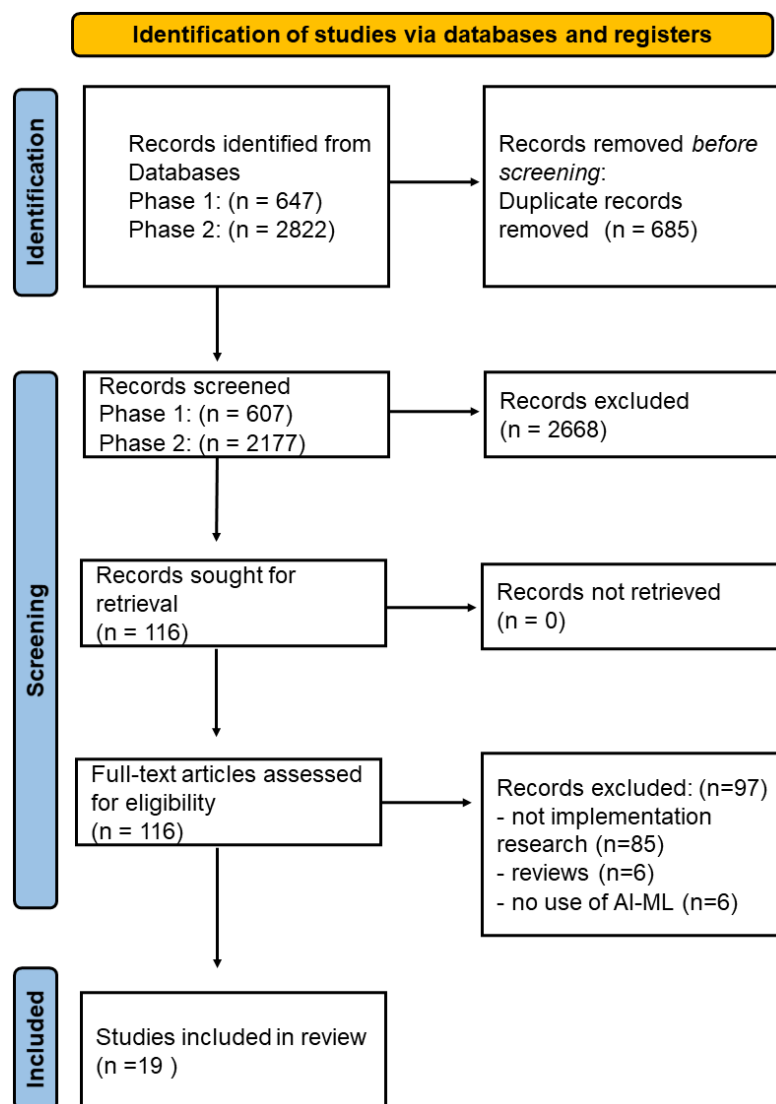 Identification of studies via databases and registers
Identification
Records identified from
Databases
Phase 1: (n = 647)
Phase 2: (n = 2822)
Records removed before
screening:
Duplicate records
removed (n = 685)
Screening
Records screened
Phase 1: (n = 607)
Phase 2: (n = 2177)
Records excluded
(n = 2668)
Records sought for
retrieval
(n = 116)
Records not retrieved
(n = 0)
Full-text articles assessed
for eligibility
(n = 116)
Records excluded: (n=97)
- not implementation
research (n=85)
- reviews (n=6)
- no use of AI-ML (n=6)
Included
Studies included in review
(n =19 )